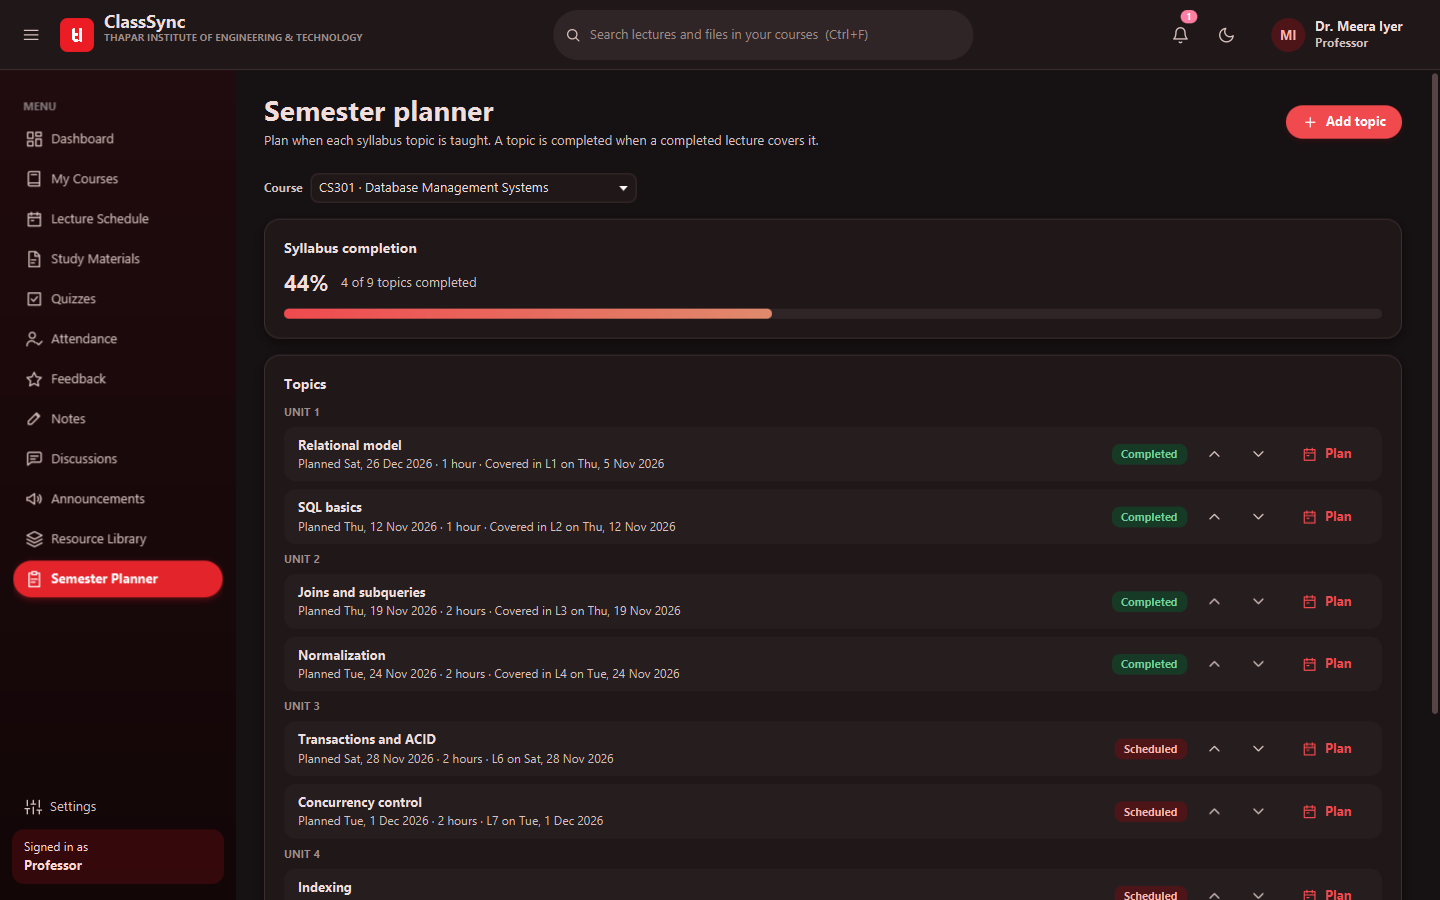 ClassSync
THAPAR INSTITUTE OF ENGINEERING & TECHNOLOGY
Search lectures and files in your courses (Ctrl+F)
1
MI
Dr. Meera Iyer
Professor
MENU
Dashboard
My Courses
Lecture Schedule
Study Materials
Quizzes
Attendance
Feedback
Notes
Discussions
Announcements
Resource Library
Semester Planner
Settings
Signed in as
Professor
Semester planner
Plan when each syllabus topic is taught. A topic is completed when a completed lecture covers it.
Add topic
Course
CS301 · Database Management Systems
Syllabus completion
44% 4 of 9 topics completed
Topics
UNIT 1
Relational model
Planned Sat, 26 Dec 2026 · 1 hour · Covered in L1 on Thu, 5 Nov 2026
Completed
Plan
SQL basics
Planned Thu, 12 Nov 2026 · 1 hour · Covered in L2 on Thu, 12 Nov 2026
Completed
Plan
UNIT 2
Joins and subqueries
Planned Thu, 19 Nov 2026 · 2 hours · Covered in L3 on Thu, 19 Nov 2026
Completed
Plan
Normalization
Planned Tue, 24 Nov 2026 · 2 hours · Covered in L4 on Tue, 24 Nov 2026
Completed
Plan
UNIT 3
Transactions and ACID
Planned Sat, 28 Nov 2026 · 2 hours · L6 on Sat, 28 Nov 2026
Scheduled
Plan
Concurrency control
Planned Tue, 1 Dec 2026 · 2 hours · L7 on Tue, 1 Dec 2026
Scheduled
Plan
UNIT 4
Indexing
Scheduled
Plan